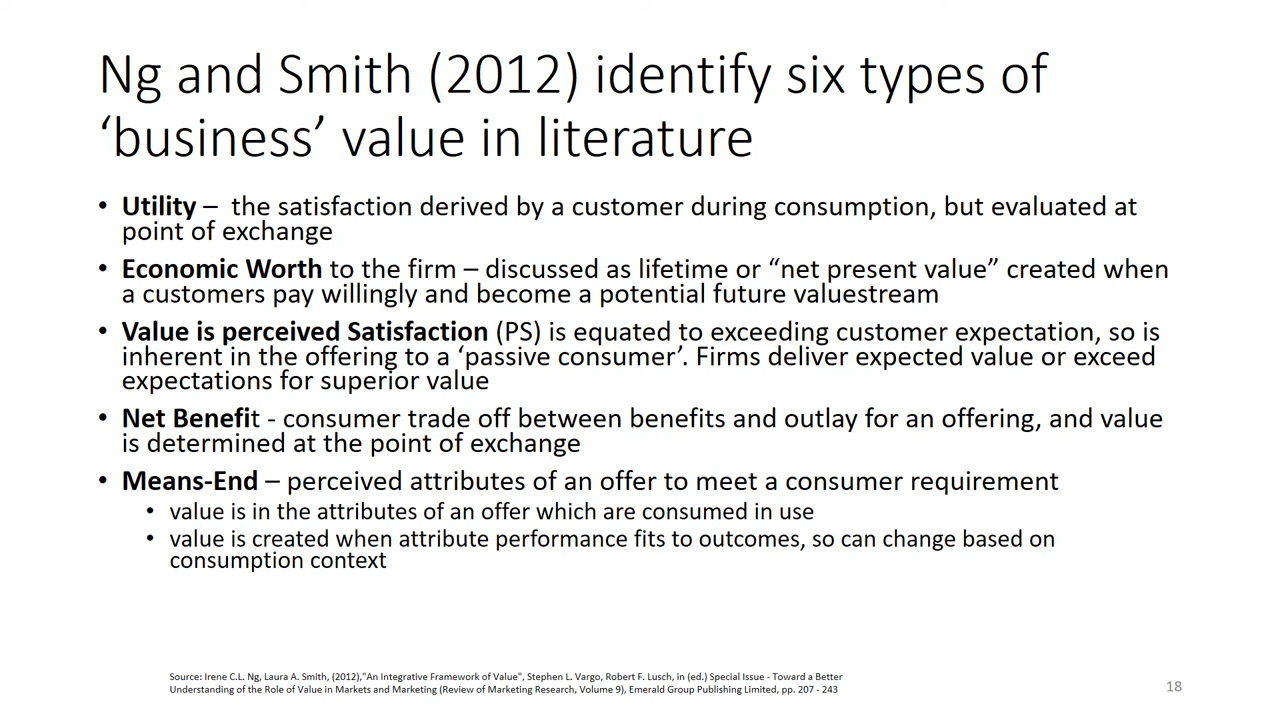 Ng and Smith (2012) identify six types of
‘business’ value in literature
• Utility – the satisfaction derived by a customer during consumption, but evaluated at
point of exchange
• Economic Worth to the firm – discussed as lifetime or “net present value” created when
a customers pay willingly and become a potential future valuestream
• Value is perceived Satisfaction (PS) is equated to exceeding customer expectation, so is
inherent in the offering to a ‘passive consumer’. Firms deliver expected value or exceed
expectations for superior value
• Net Benefit - consumer trade off between benefits and outlay for an offering, and value
is determined at the point of exchange
• Means-End – perceived attributes of an offer to meet a consumer requirement
• value is in the attributes of an offer which are consumed in use
• value is created when attribute performance fits to outcomes, so can change based on
consumption context
Source: Irene C.L. Ng, Laura A. Smith, (2012),"An Integrative Framework of Value", Stephen L. Vargo, Robert F. Lusch, in (ed.) Special Issue - Toward a Better
Understanding of the Role of Value in Markets and Marketing (Review of Marketing Research, Volume 9), Emerald Group Publishing Limited, pp. 207 - 243
18